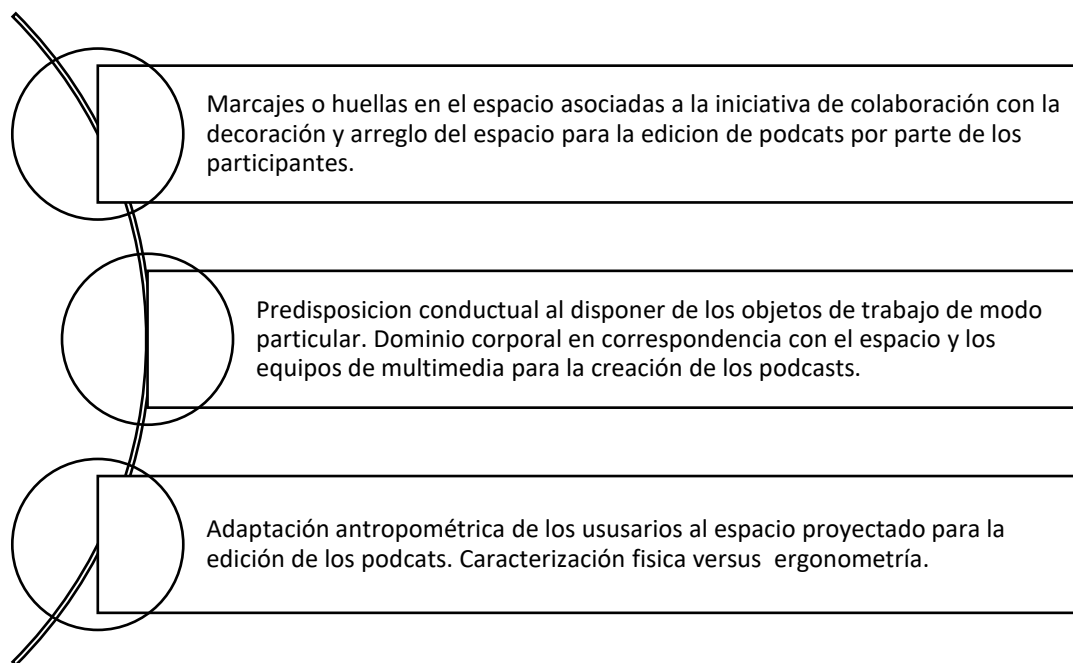 Marcajes o huellas en el espacio asociadas a la iniciativa de colaboración con la
decoración y arreglo del espacio para la edicion de podcats por parte de los
participantes.
Predisposicion conductual al disponer de los objetos de trabajo de modo
particular. Dominio corporal en correspondencia con el espacio y los
equipos de multimedia para la creación de los podcasts.
Adaptación antropométrica de los ususarios al espacio proyectado para la
edición de los podcats. Caracterización fisica versus  ergonometría.